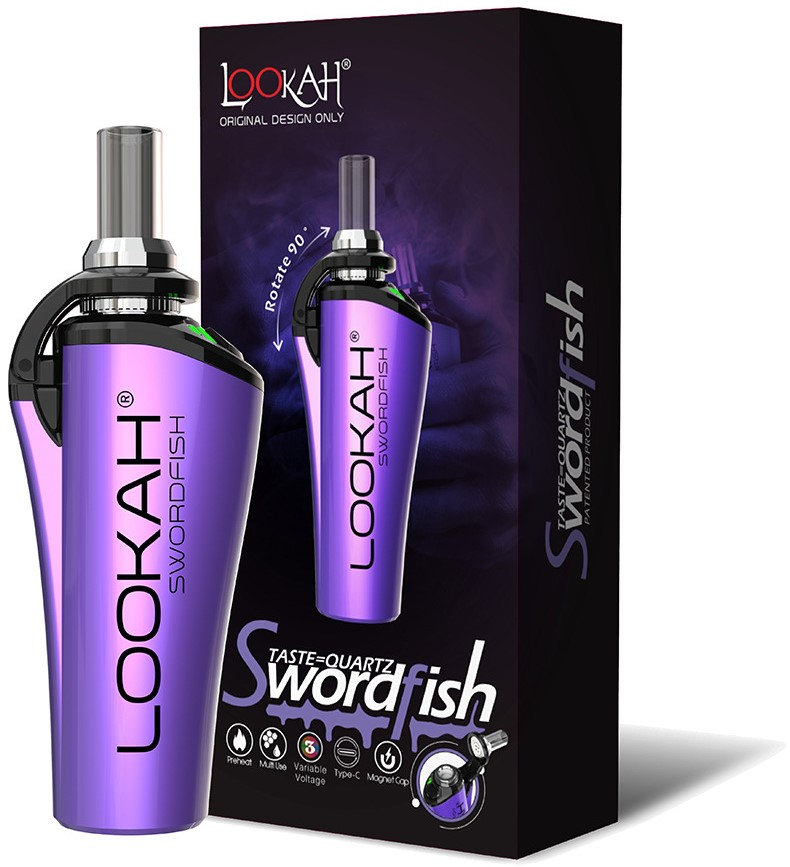 LOOKAH®
SWORDFISH
LOOKAH®
ORIGINAL DESIGN ONLY
Rotate 90°
LOOKAH®
SWORDFISH
TASTE=QUARTZ
Swordfish
Preheat
Multi Use
3
Variable
Voltage
Type-C
Magnet Cap
TASTE=QUARTZ
Swordfish
PATENTED PRODUCT